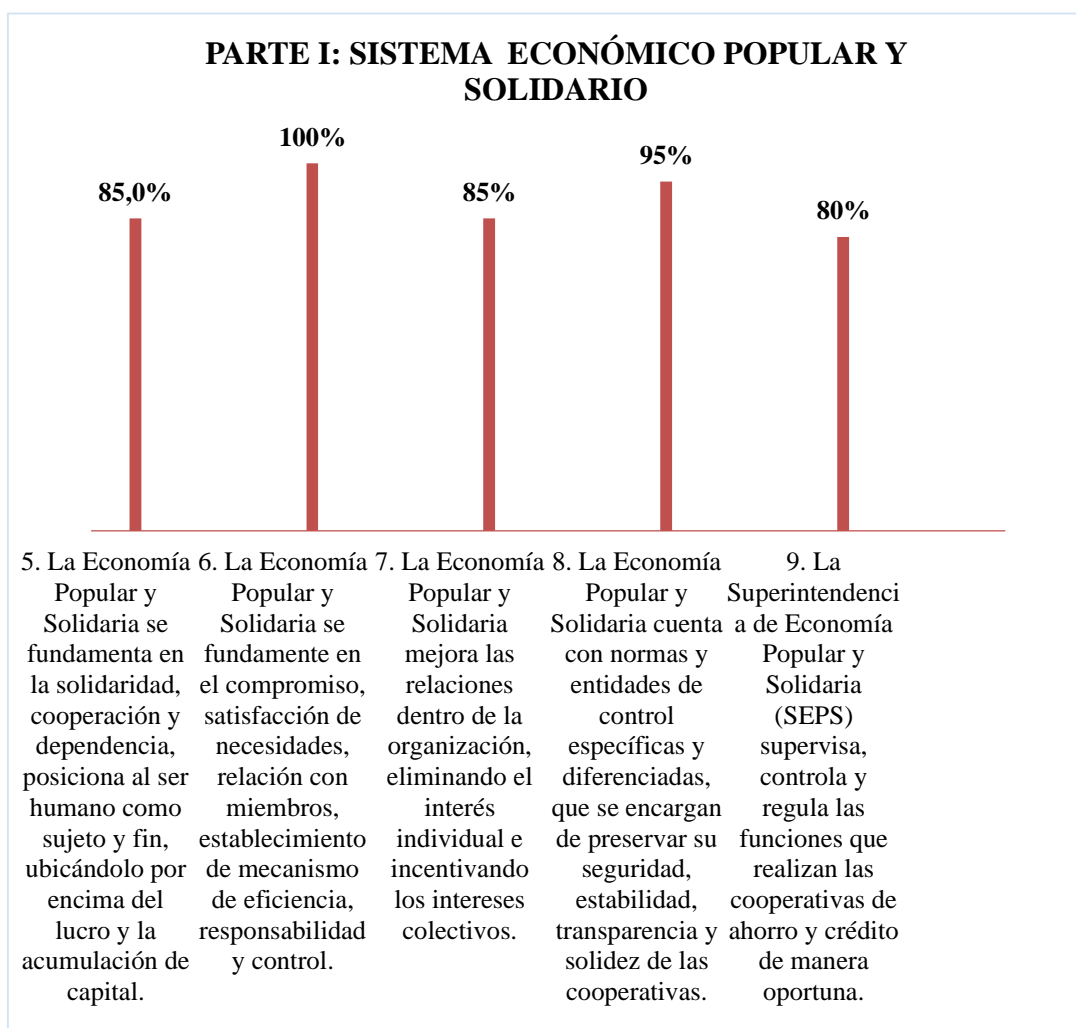 PARTE I: SISTEMA ECONÓMICO POPULAR Y
SOLIDARIO
85,0%
100%
85%
95%
80%
5. La Economía
Popular y
Solidaria se
fundamenta en
la solidaridad,
cooperación y
dependencia,
posiciona al ser
humano como
sujeto y fin,
ubicándolo por
encima del
lucro y la
acumulación de
capital.
6. La Economía
Popular y
Solidaria se
fundamente en
el compromiso,
satisfacción de
necesidades,
relación con
miembros,
establecimiento
de mecanismo
de eficiencia,
responsabilidad
y control.
7. La Economía
Popular y
Solidaria
mejora las
relaciones
dentro de la
organización,
eliminando el
interés
individual e
incentivando
los intereses
colectivos.
8. La Economía
Popular y
Solidaria cuenta
con normas y
entidades de
control
específicas y
diferenciadas,
que se encargan
de preservar su
seguridad,
estabilidad,
transparencia y
solidez de las
cooperativas.
9. La
Superintendenci
a de Economía
Popular y
Solidaria
(SEPS)
supervisa,
controla y
regula las
funciones que
realizan las
cooperativas de
ahorro y crédito
de manera
oportuna.